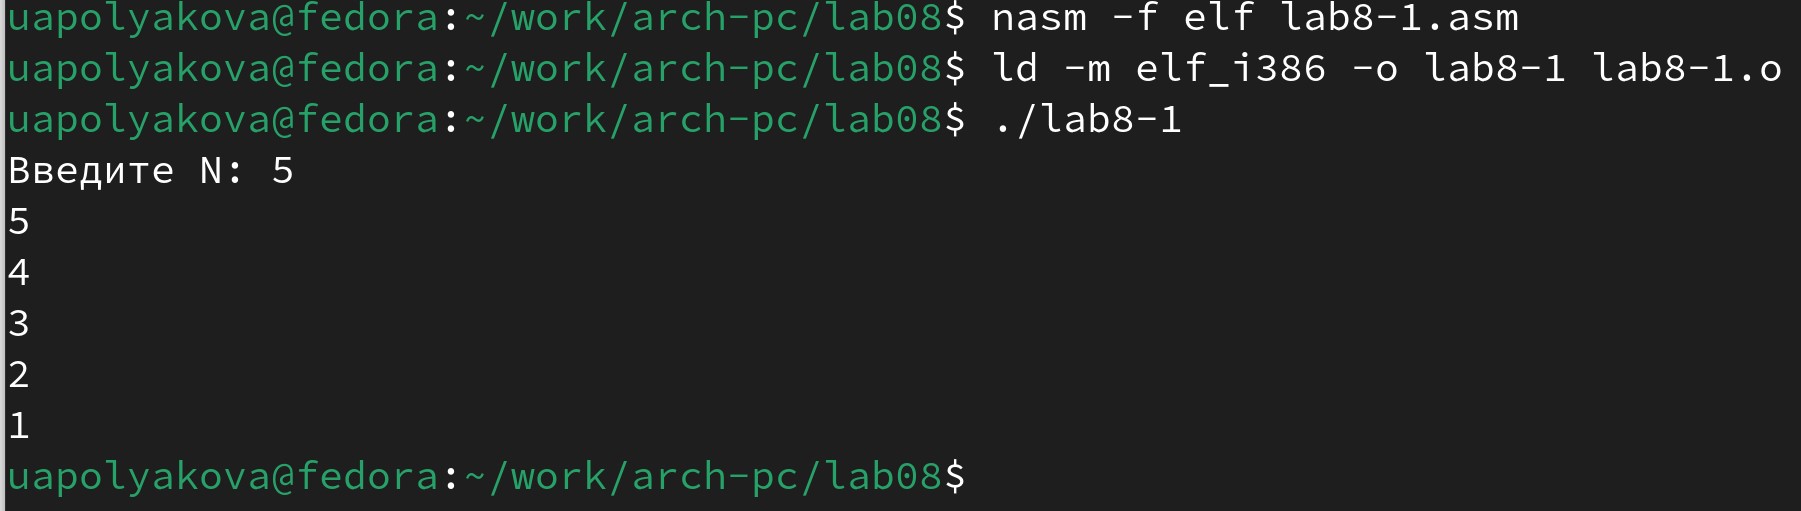 uapolyakova@fedora:~/work/arch-pc/lab08$ nasm -f elf lab8-1.asm
uapolyakova@fedora:~/work/arch-pc/lab08$ ld -m elf_i386 -o lab8-1 lab8-1.o
uapolyakova@fedora:~/work/arch-pc/lab08$ ./lab8-1
Введите N: 5
5
4
3
2
1
uapolyakova@fedora:~/work/arch-pc/lab08$